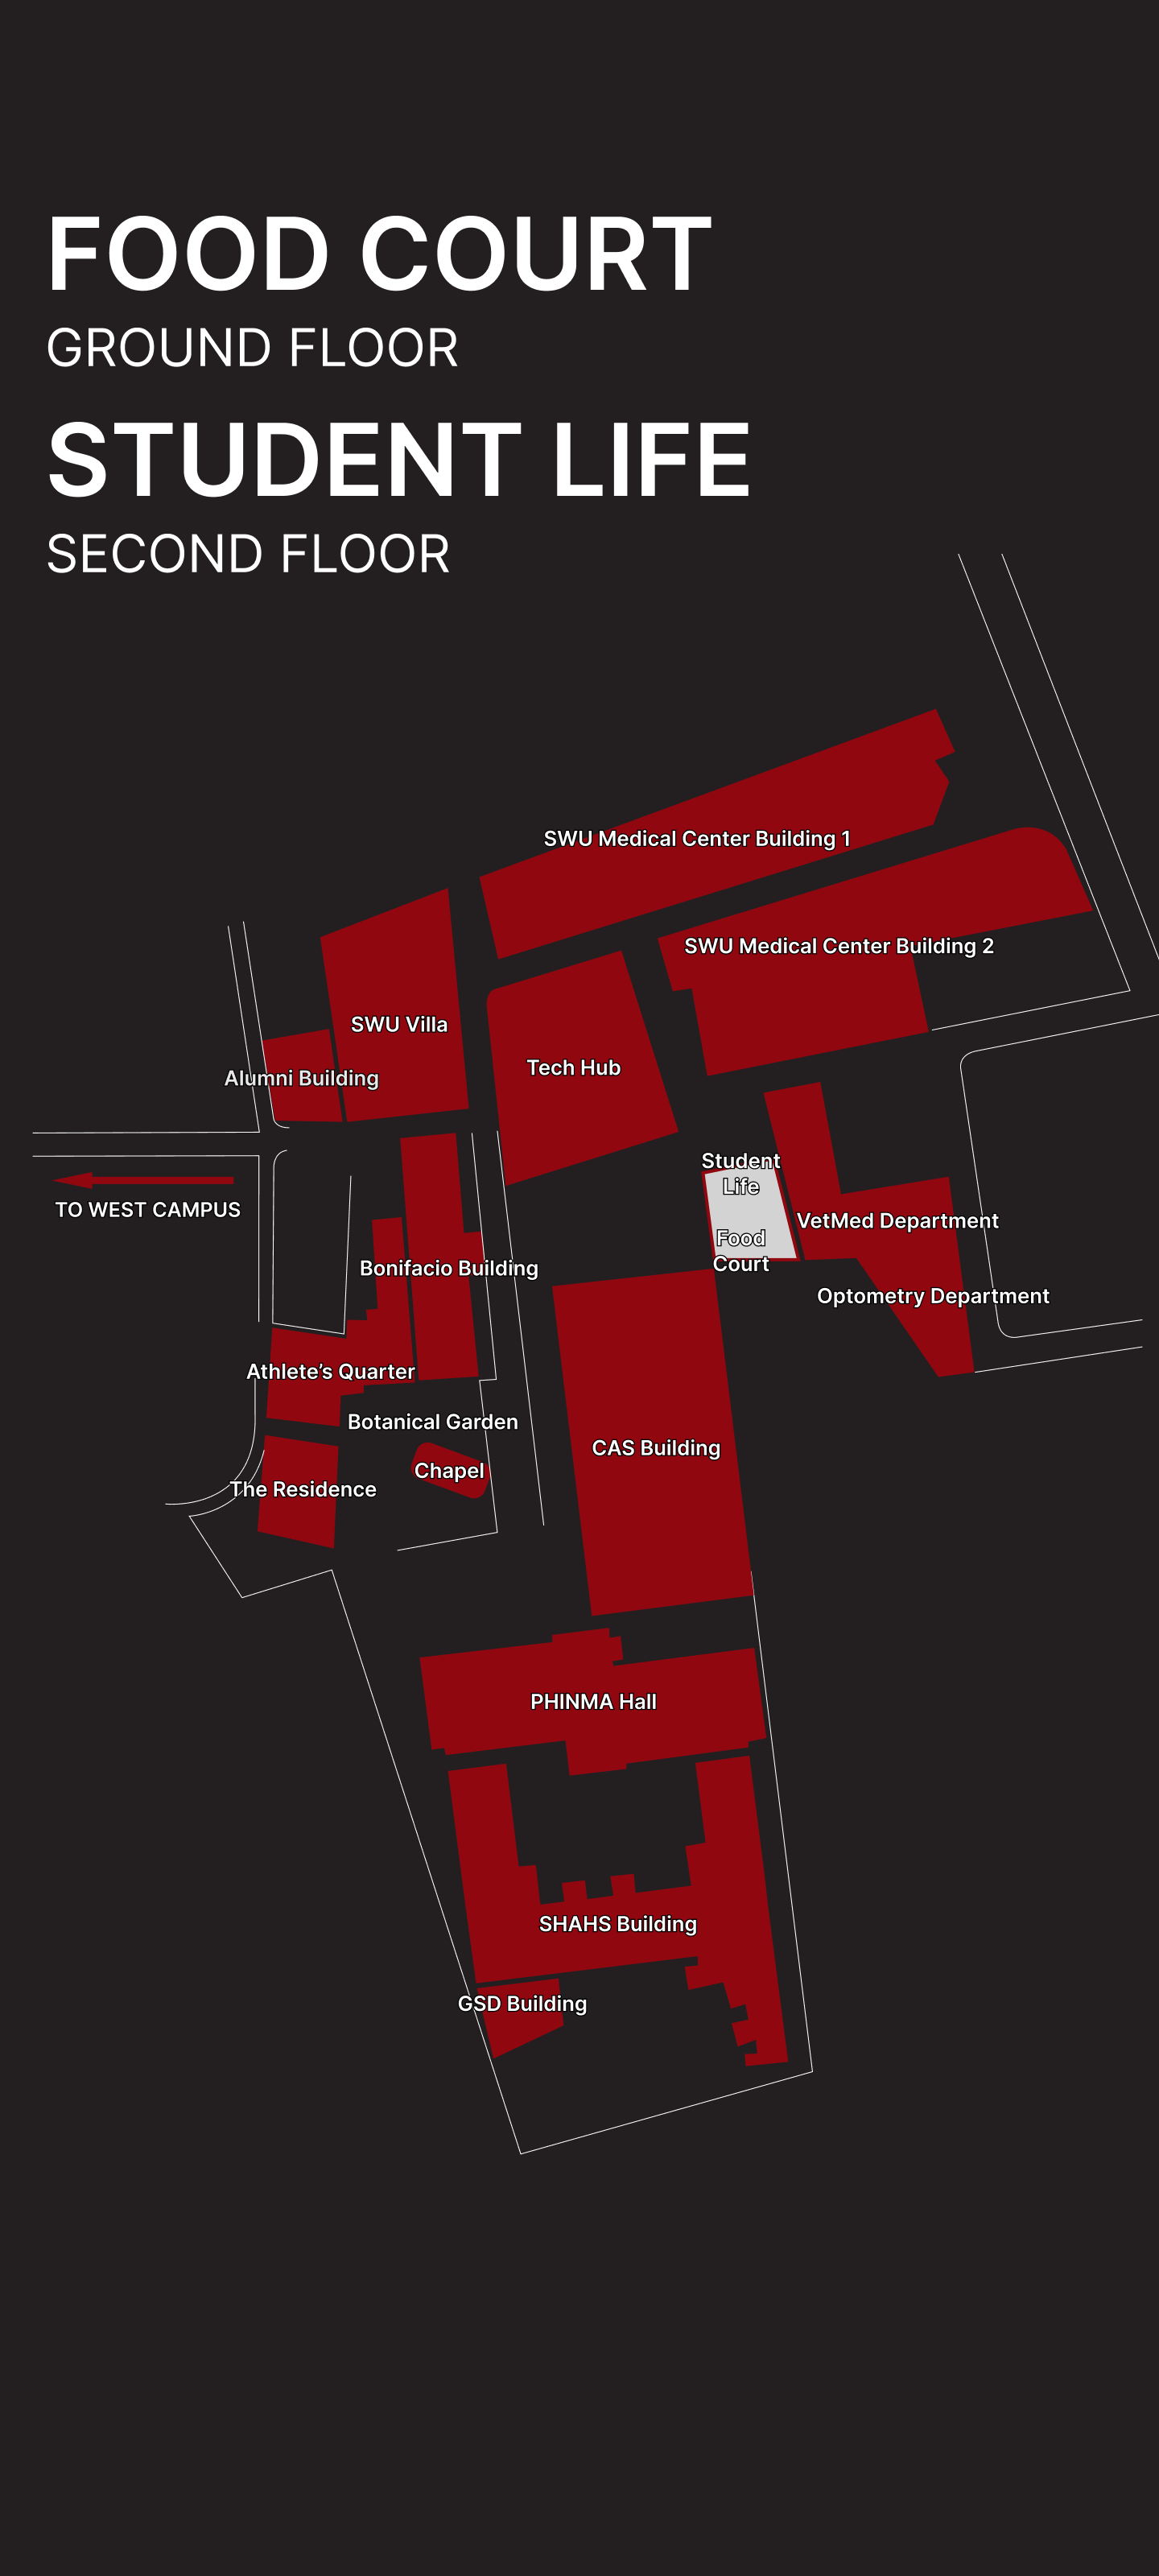 FOOD COURT
GROUND FLOOR
STUDENT LIFE
SECOND FLOOR
SWU Medical Center Building 1
SWU Medical Center Building 2
SWU Villa
Tech Hub
Alumni Building
Student
Life
TO WEST CAMPUS
VetMed Department
Food
Court
Bonifacio Building
Optometry Department
Athlete’s Quarter
Botanical Garden
CAS Building
Chapel
The Residence
PHINMA Hall
SHAHS Building
GSD Building